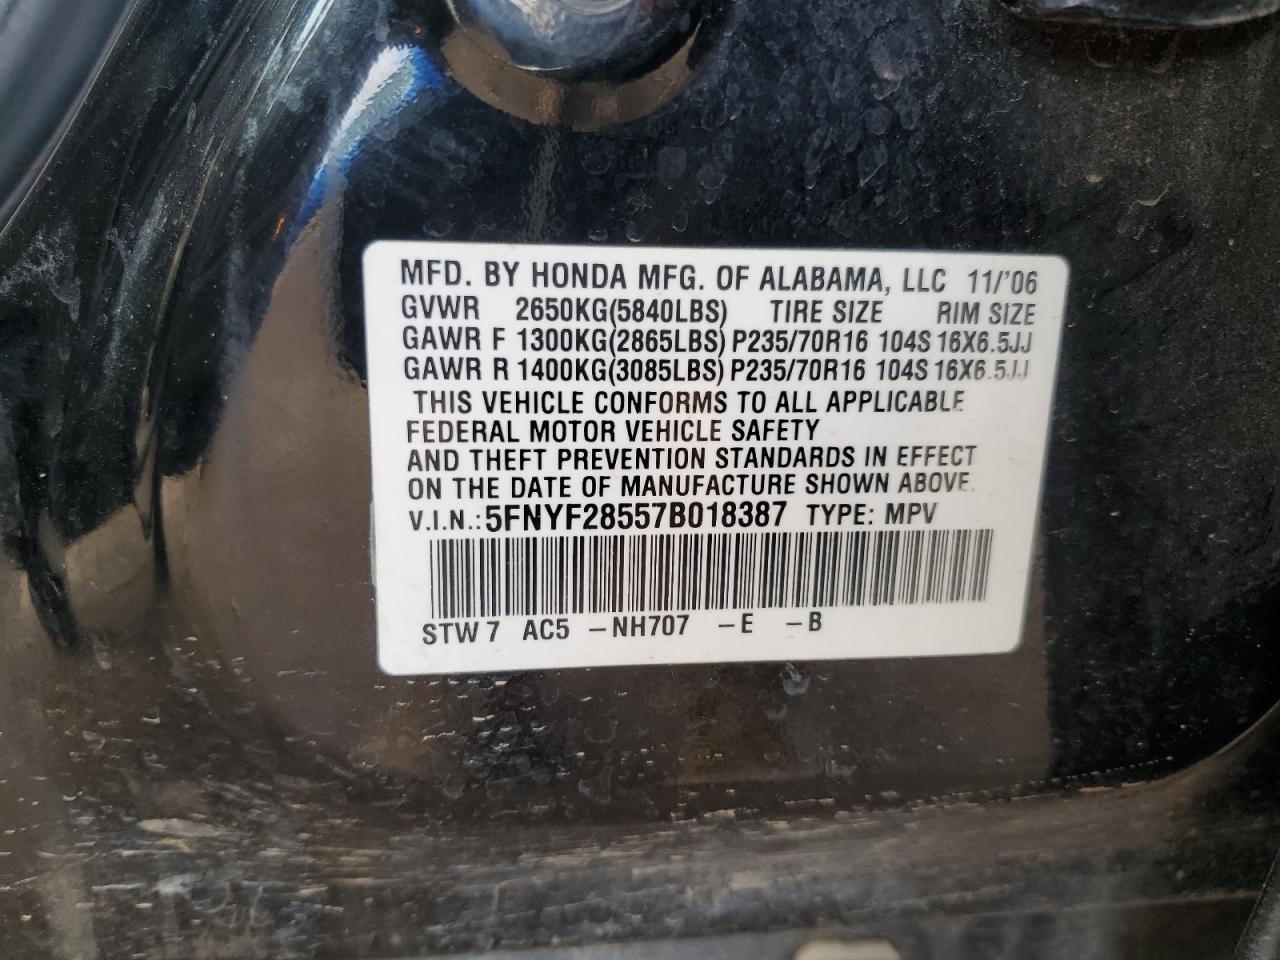 MFD. BY HONDA MFG. OF ALABAMA, LLC 11/'06
GVWR 2650KG(5840LBS) TIRE SIZE RIM SIZE
GAWR F 1300KG(2865LBS) P235/70R16 104S 16X6.5JJ
GAWR R 1400KG(3085LBS) P235/70R16 104S 16X6.5JJ
THIS VEHICLE CONFORMS TO ALL APPLICABLE
FEDERAL MOTOR VEHICLE SAFETY
AND THEFT PREVENTION STANDARDS IN EFFECT
ON THE DATE OF MANUFACTURE SHOWN ABOVE.
V.I.N.: 5FNYF28557B018387 TYPE: MPV
STW7 AC5 -NH707 -E -B